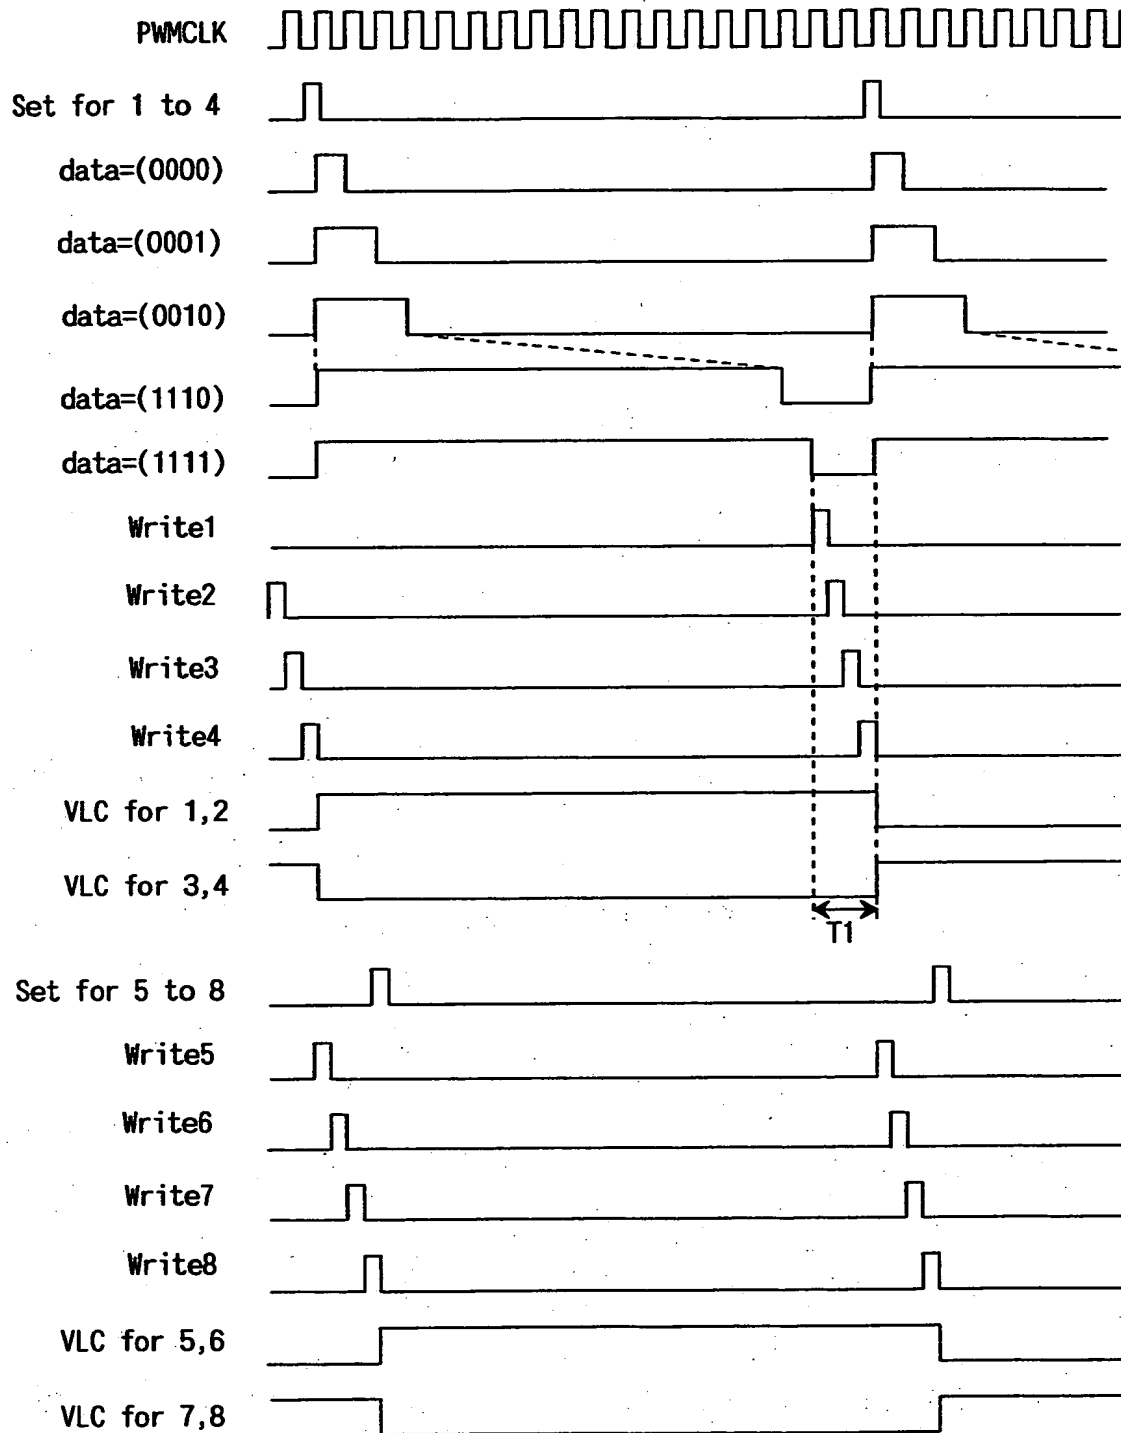 PWMCLK
Set for 1 to 4
data=(0000)
data=(0001)
data=(0010)
data=(1110)
data=(1111)
Write1
Write2
Write3
Write4
VLC for 1,2
VLC for 3,4
T1
Set for 5 to 8
Write5
Write6
Write7
Write8
VLC for 5,6
VLC for 7,8